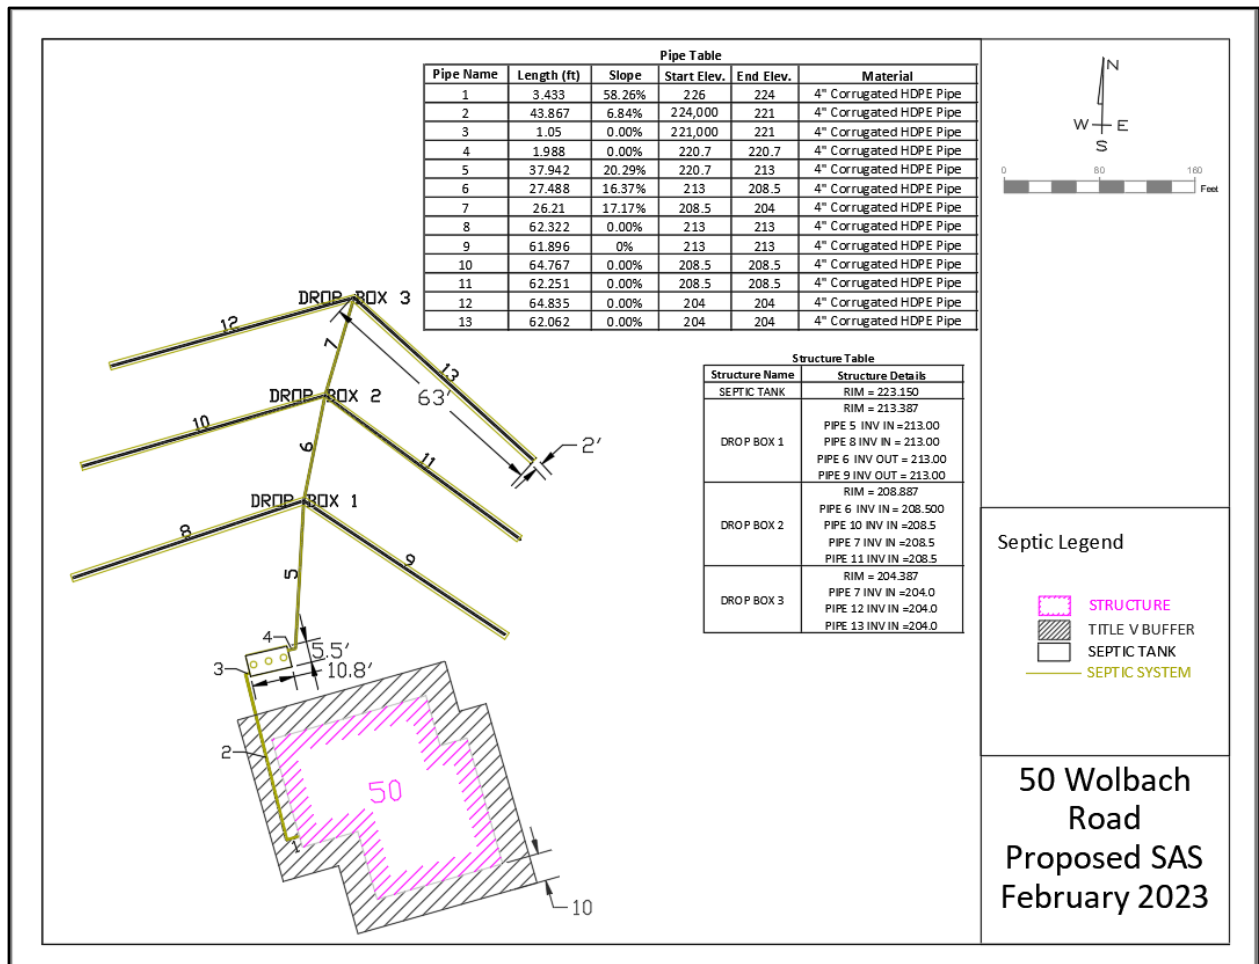 Pipe Table
Pipe Name Length (ft) Slope Start Elev. End Elev. Material
1 3.433 58.26% 226 224 4" Corrugated HDPE Pipe
2 43.867 6.84% 224,000 221 4" Corrugated HDPE Pipe
3 1.05 0.00% 221,000 221 4" Corrugated HDPE Pipe
4 1.988 0.00% 220.7 220.7 4" Corrugated HDPE Pipe
5 37.942 20.29% 220.7 213 4" Corrugated HDPE Pipe
6 27.488 16.37% 213 208.5 4" Corrugated HDPE Pipe
7 26.21 17.17% 208.5 204 4" Corrugated HDPE Pipe
8 62.322 0.00% 213 213 4" Corrugated HDPE Pipe
9 61.896 0% 213 213 4" Corrugated HDPE Pipe
10 64.767 0.00% 208.5 208.5 4" Corrugated HDPE Pipe
11 62.251 0.00% 208.5 208.5 4" Corrugated HDPE Pipe
12 64.835 0.00% 204 204 4" Corrugated HDPE Pipe
13 62.062 0.00% 204 204 4" Corrugated HDPE Pipe
N
W E
S
0 80 160
Feet
DROP BOX 3
12
7
13
63'
DROP BOX 2
10
2'
6
11
DROP BOX 1
8
9
5
4
5.5'
3
10.8'
2
50
1
10
Structure Table
Structure Name Structure Details
SEPTIC TANK RIM = 223.150
DROP BOX 1
RIM = 213.387
PIPE 5 INV IN =213.00
PIPE 8 INV IN = 213.00
PIPE 6 INV OUT = 213.00
PIPE 9 INV OUT = 213.00
DROP BOX 2
RIM = 208.887
PIPE 6 INV IN = 208.500
PIPE 10 INV IN =208.5
PIPE 7 INV IN =208.5
PIPE 11 INV IN =208.5
DROP BOX 3
RIM = 204.387
PIPE 7 INV IN =204.0
PIPE 12 INV IN =204.0
PIPE 13 INV IN =204.0
Septic Legend
STRUCTURE
TITLE V BUFFER
SEPTIC TANK
SEPTIC SYSTEM
50 Wolbach
Road
Proposed SAS
February 2023